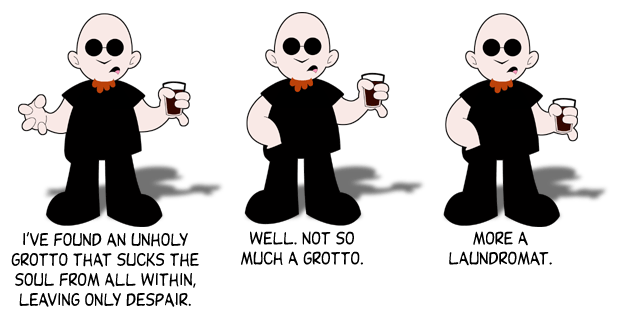 I'VE FOUND AN UNHOLY
GROTTO THAT SUCKS THE
SOUL FROM ALL WITHIN,
LEAVING ONLY DESPAIR.
WELL. NOT SO
MUCH A GROTTO.
MORE A
LAUNDROMAT.